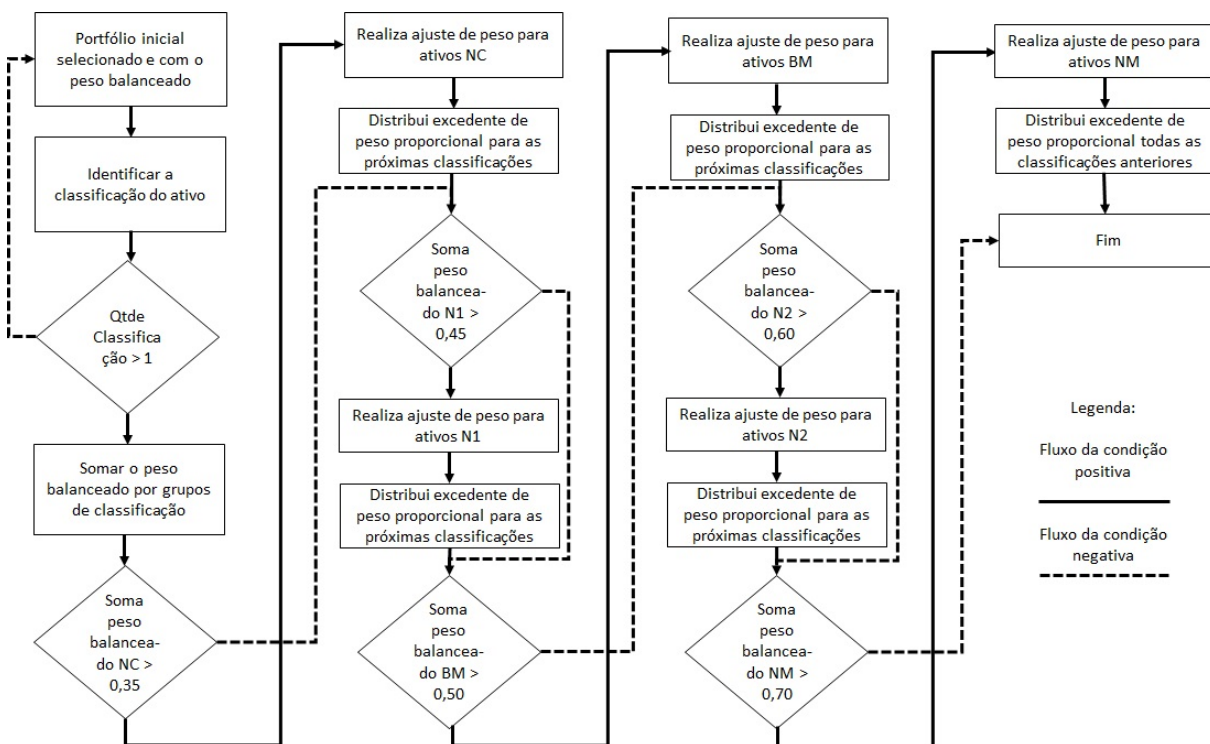 Portfólio inicial
selecionado e com o
peso balanceado
Identificar a
classificação do ativo
Qtde
Classifica
ção > 1
Somar o peso
balanceado por grupos
de classificação
Soma
peso
balancea-
do NC >
0,35
Realiza ajuste de peso para
ativos NC
Distribui excedente de
peso proporcional para as
próximas classificações
Soma
peso
balancea-
do N1 >
0,45
Realiza ajuste de peso para
ativos N1
Distribui excedente de
peso proporcional para as
próximas classificações
Soma
peso
balancea-
do BM >
0,50
Realiza ajuste de peso para
ativos BM
Distribui excedente de
peso proporcional para as
próximas classificações
Soma
peso
balancea-
do N2 >
0,60
Realiza ajuste de peso para
ativos N2
Distribui excedente de
peso proporcional para as
próximas classificações
Soma
peso
balancea-
do NM >
0,70
Realiza ajuste de peso para
ativos NM
Distribui excedente de
peso proporcional todas as
classificações anteriores
Fim
Legenda:
Fluxo da condição
positiva
Fluxo da condição
negativa